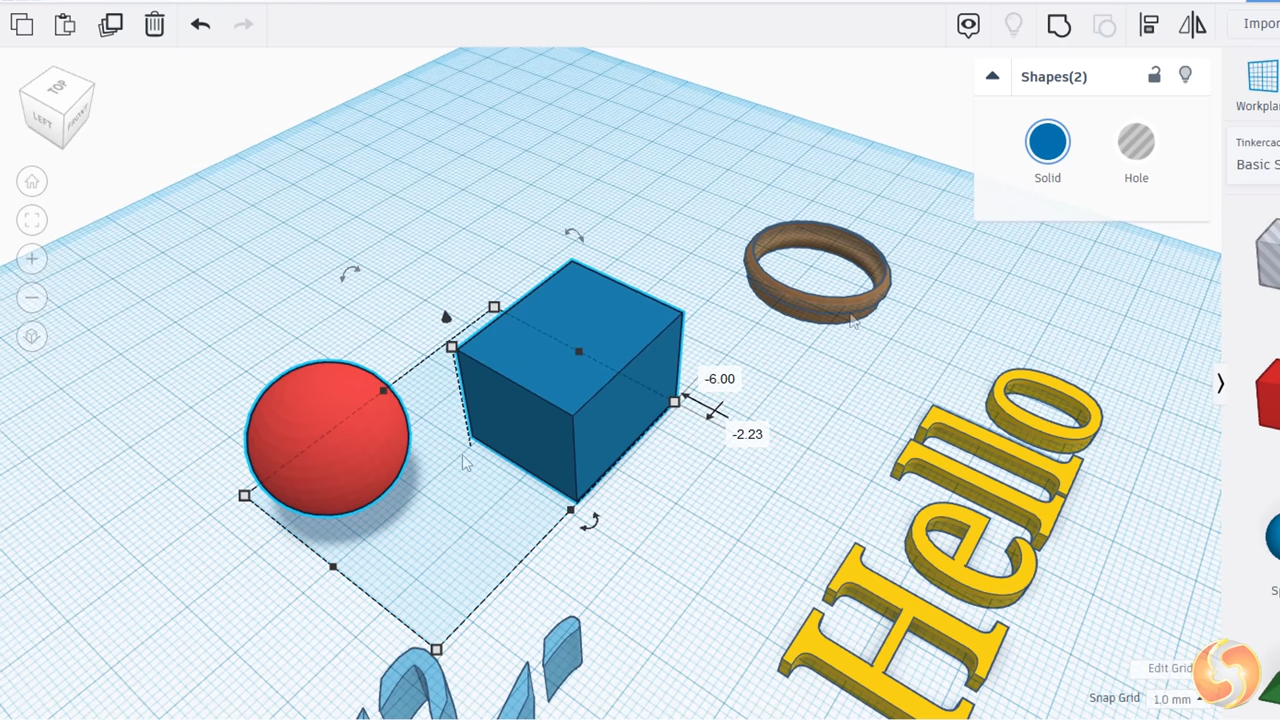 Impor
TOP
LEFT
FRONT
Shapes(2)
Solid
Hole
Workplan
Tinkercad
Basic S
-6.00
-2.23
Hello
Sp
Edit Grid
Snap Grid
1.0 mm